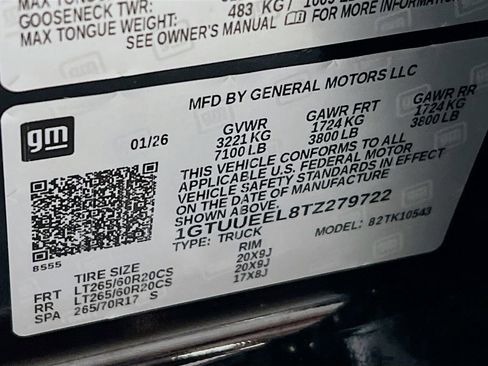 GOOSENECK TWR: 483 KG /
MAX TONGUE WEIGHT:
SEE OWNER'S MANUAL FOR MORE INFORMATION
MFD BY GENERAL MOTORS LLC
gm 01/26
GVWR GAWR FRT GAWR RR
3221 KG 1724 KG 1724 KG
7100 LB 3800 LB 3800 LB
THIS VEHICLE CONFORMS TO ALL
APPLICABLE U.S. FEDERAL MOTOR
VEHICLE SAFETY STANDARDS IN EFFECT
ON THE DATE OF MANUFACTURE
SHOWN ABOVE.
1GTUUEEL8TZ279722
TYPE: TRUCK MODEL: 82TK10543
8555
TIRE SIZE RIM
FRT LT265/60R20CS 20X9J
RR LT265/60R20CS 20X9J
SPA 265/70R17 S 17X8J